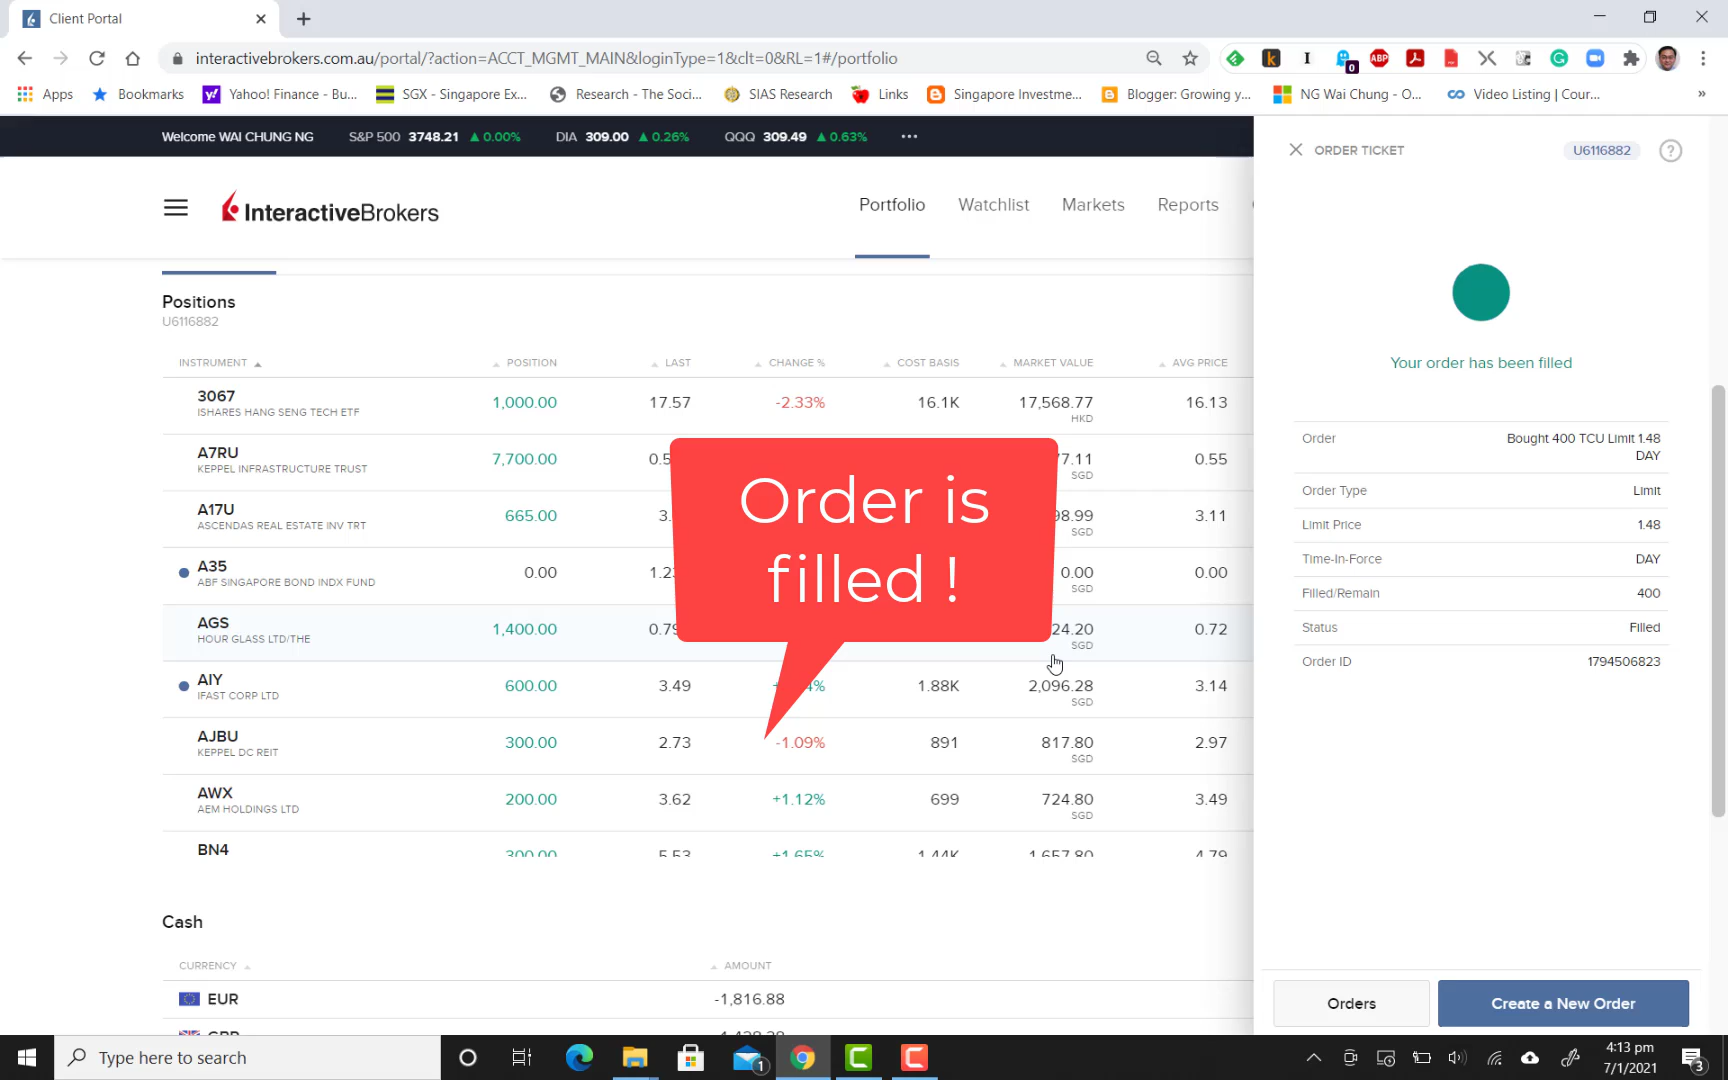 Client Portal
interactivebrokers.com.au/portal/?action=ACCT_MGMT_MAIN&loginType=1&clt=0&RL=1#/portfolio
Apps Bookmarks Yahoo! Finance - Bu... SGX - Singapore Ex... Research - The Soci... SIAS Research Links Singapore Investme... Blogger: Growing y... NG Wai Chung - O... Video Listing | Cour... »
Welcome WAI CHUNG NG S&P 500 3748.21 ▲ 0.00% DIA 309.00 ▲ 0.26% QQQ 309.49 ▲ 0.63% •••
InteractiveBrokers
Portfolio Watchlist Markets Reports
Positions
U6116882
INSTRUMENT POSITION LAST CHANGE % COST BASIS MARKET VALUE AVG PRICE
3067 1,000.00 17.57 -2.33% 16.1K 17,568.77 16.13
ISHARES HANG SENG TECH ETF HKD
A7RU 7,700.00 0.55
KEPPEL INFRASTRUCTURE TRUST SGD
A17U 665.00 3.11
ASCENDAS REAL ESTATE INV TRT SGD
A35 0.00 0.00 0.00
ABF SINGAPORE BOND INDX FUND SGD
AGS 1,400.00 0.72
HOUR GLASS LTD/THE SGD
AIY 600.00 3.49 1.88K 2,096.28 3.14
IFAST CORP LTD SGD
AJBU 300.00 2.73 -1.09% 891 817.80 2.97
KEPPEL DC REIT SGD
AWX 200.00 3.62 +1.12% 699 724.80 3.49
AEM HOLDINGS LTD SGD
BN4 300.00 5.53 +1.65% 1.44K 1,657.80 4.79
Order is
filled !
Cash
CURRENCY AMOUNT
EUR -1,816.88
ORDER TICKET U6116882 ?
Your order has been filled
Order Bought 400 TCU Limit 1.48
DAY
Order Type Limit
Limit Price 1.48
Time-In-Force DAY
Filled/Remain 400
Status Filled
Order ID 1794506823
Orders Create a New Order
Type here to search
4:13 pm
7/1/2021